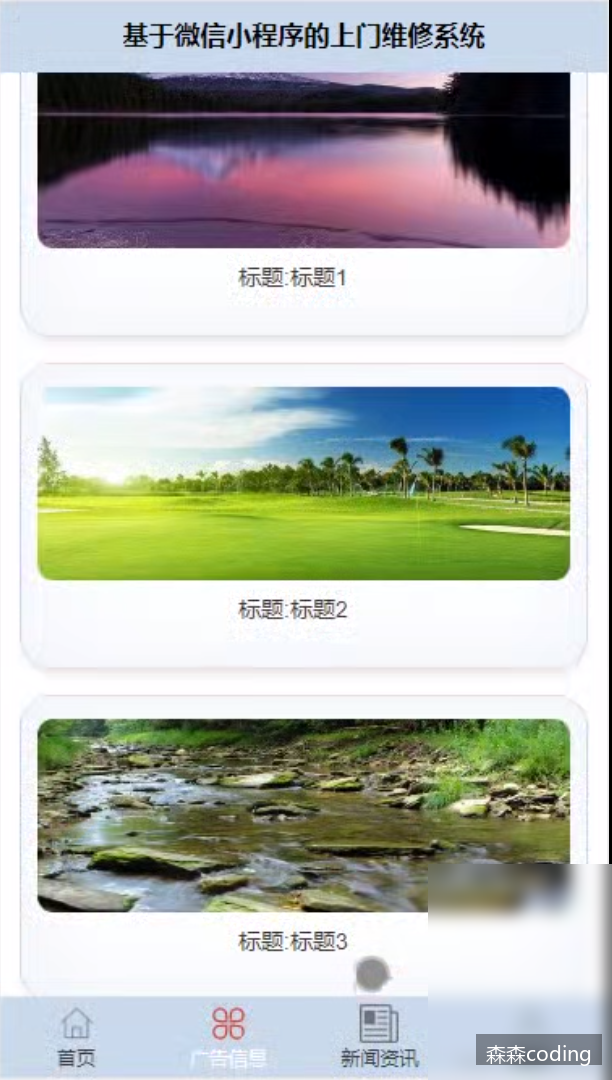 基于微信小程序的上门维修系统
标题:标题1
标题:标题2
标题:标题3
首页
广告信息
新闻资讯
森森coding